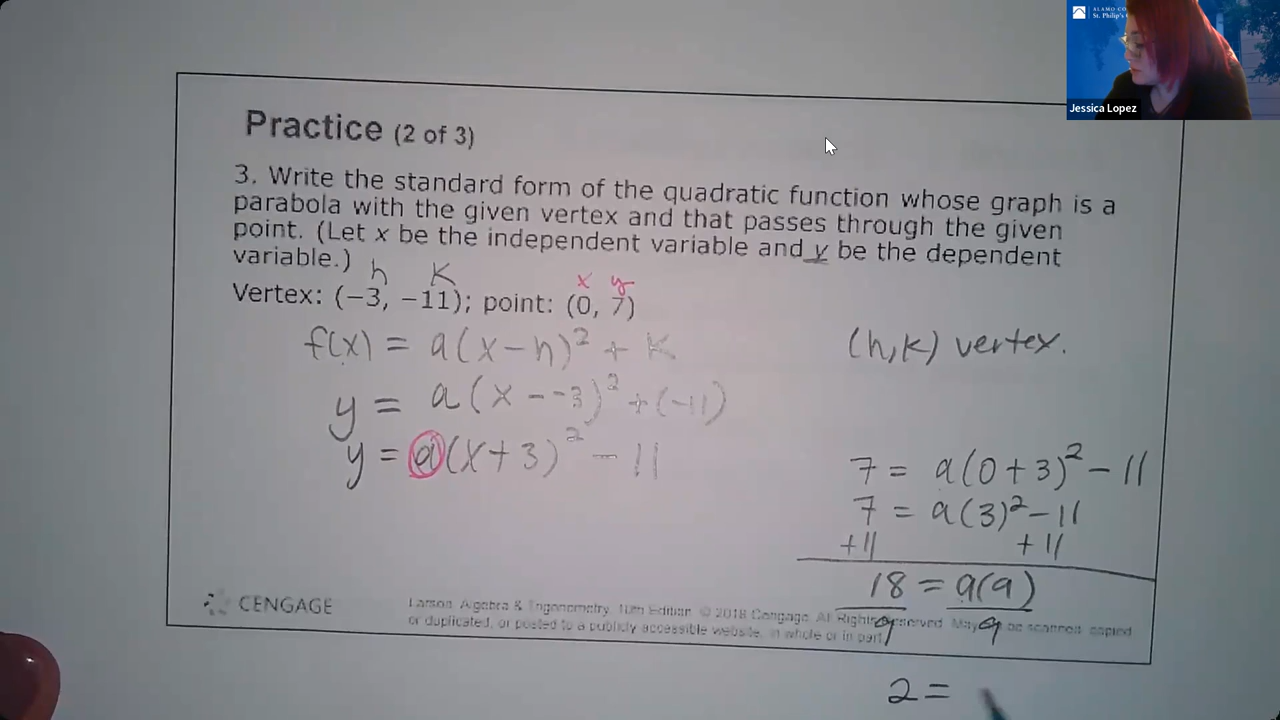 ALAMO CO
St. Philip's
Jessica Lopez
Practice (2 of 3)
3. Write the standard form of the quadratic function whose graph is a
parabola with the given vertex and that passes through the given
point. (Let x be the independent variable and y be the dependent
variable.) h K
x y
Vertex: (−3, −11); point: (0, 7)
f(x) = a(x−h)² + K
(h,k) vertex.
y = a(x−−3)² +(−11)
y = a(x+3)² − 11
7 = a(0+3)² − 11
7 = a(3)² − 11
+11 +11
18 = a(9)
9 9
CENGAGE
Larson, Algebra & Trigonometry, 10th Edition. © 2018 Cengage. All Rights Reserved. May not be scanned, copied
or duplicated, or posted to a publicly accessible website, in whole or in part.
2 =